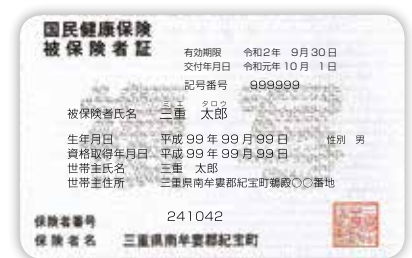 国民健康保険
被保険者証
有効期限 令和2年 9月30日
交付年月日 令和元年10月 1日
記号番号 999999
ミエ タロウ
被保険者氏名 三重 太郎
生年月日 平成99年99月99日 性別 男
資格取得年月日 平成99年99月99日
世帯主氏名 三重 太郎
世帯主住所 三重県南牟婁郡紀宝町鵜殿○○番地
保険者番号 241042
保険者名 三重県南牟婁郡紀宝町